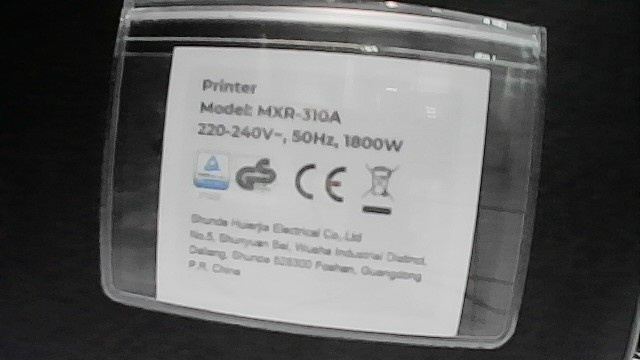 Printer
Model: MXR-310A
220-240V~, 50Hz, 1800W
CE
Shunde Huanjia Electrical Co., Ltd
No.5, Shunyuan Bei, Wusha Industrial District,
Daliang, Shunde 528300 Foshan, Guangdong
P.R. China